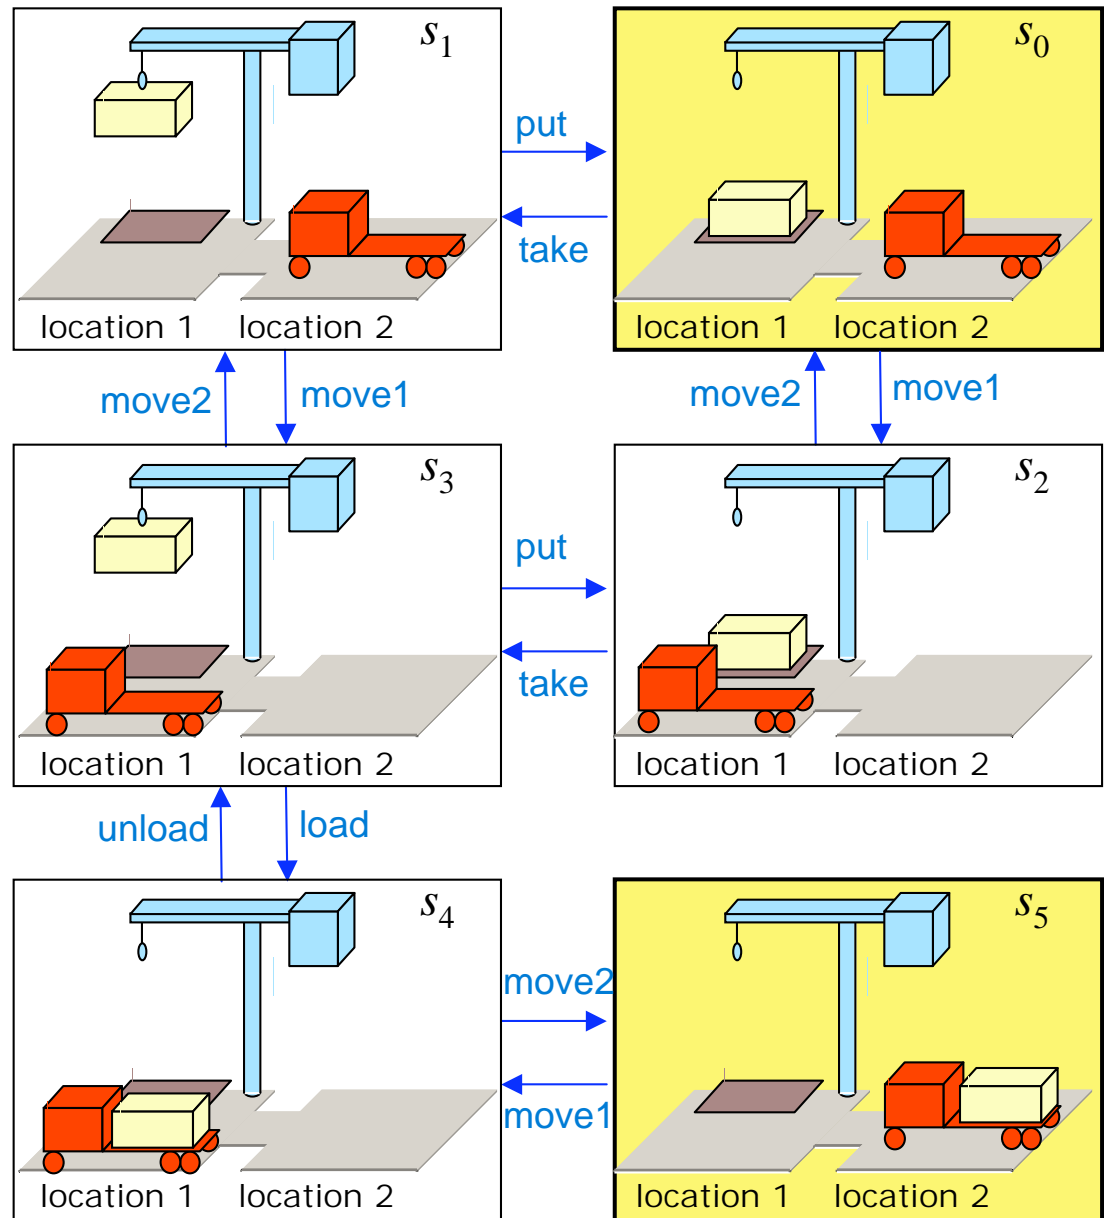 s1
s0
put
take
location 1 location 2
location 1 location 2
move2 move1
move2 move1
s3
s2
put
take
location 1 location 2
location 1 location 2
unload load
s4
s5
move2
move1
location 1 location 2
location 1 location 2